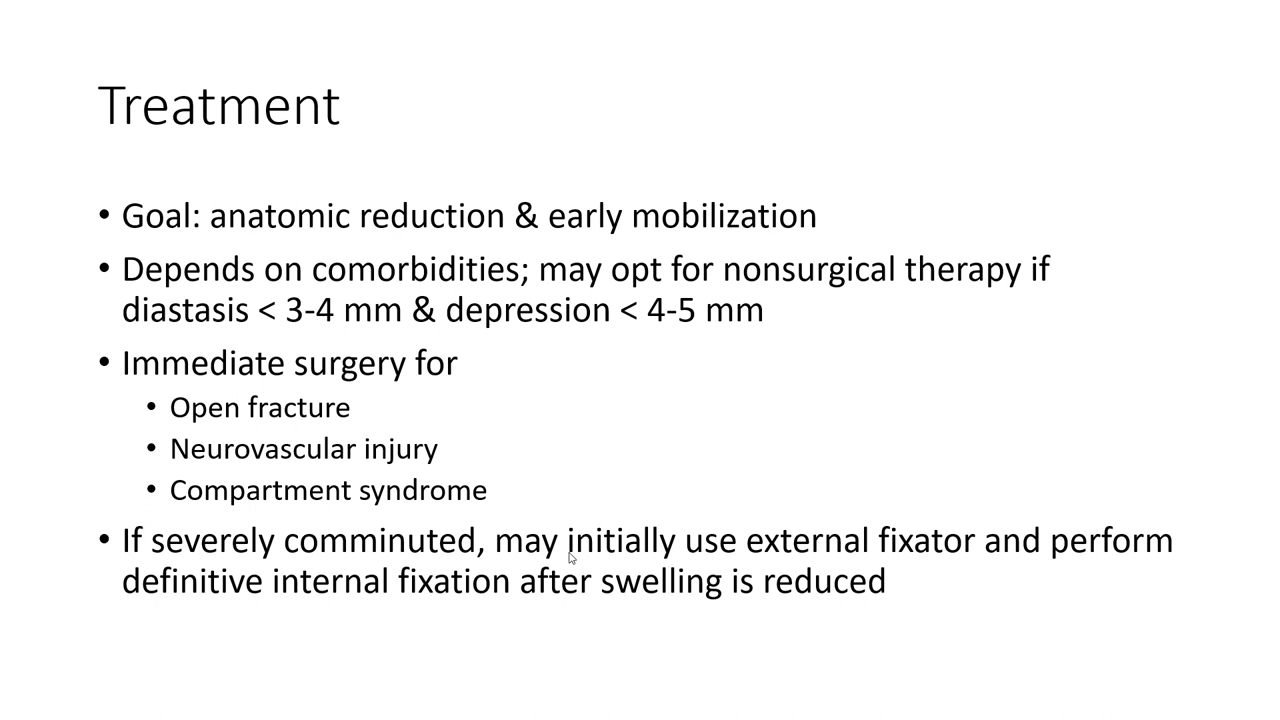 Treatment
• Goal: anatomic reduction & early mobilization
• Depends on comorbidities; may opt for nonsurgical therapy if
diastasis < 3-4 mm & depression < 4-5 mm
• Immediate surgery for
• Open fracture
• Neurovascular injury
• Compartment syndrome
• If severely comminuted, may initially use external fixator and perform
definitive internal fixation after swelling is reduced